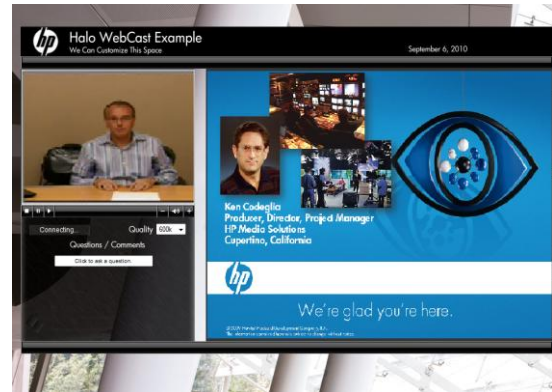 hp
Halo WebCast Example
We Can Customize This Space
September 6, 2010
Connecting...
Quality 600k
Questions / Comments
Click to ask a question
Ken Codeglia
Producer, Director, Project Manager
HP Media Solutions
Cupertino, California
hp
We're glad you're here.